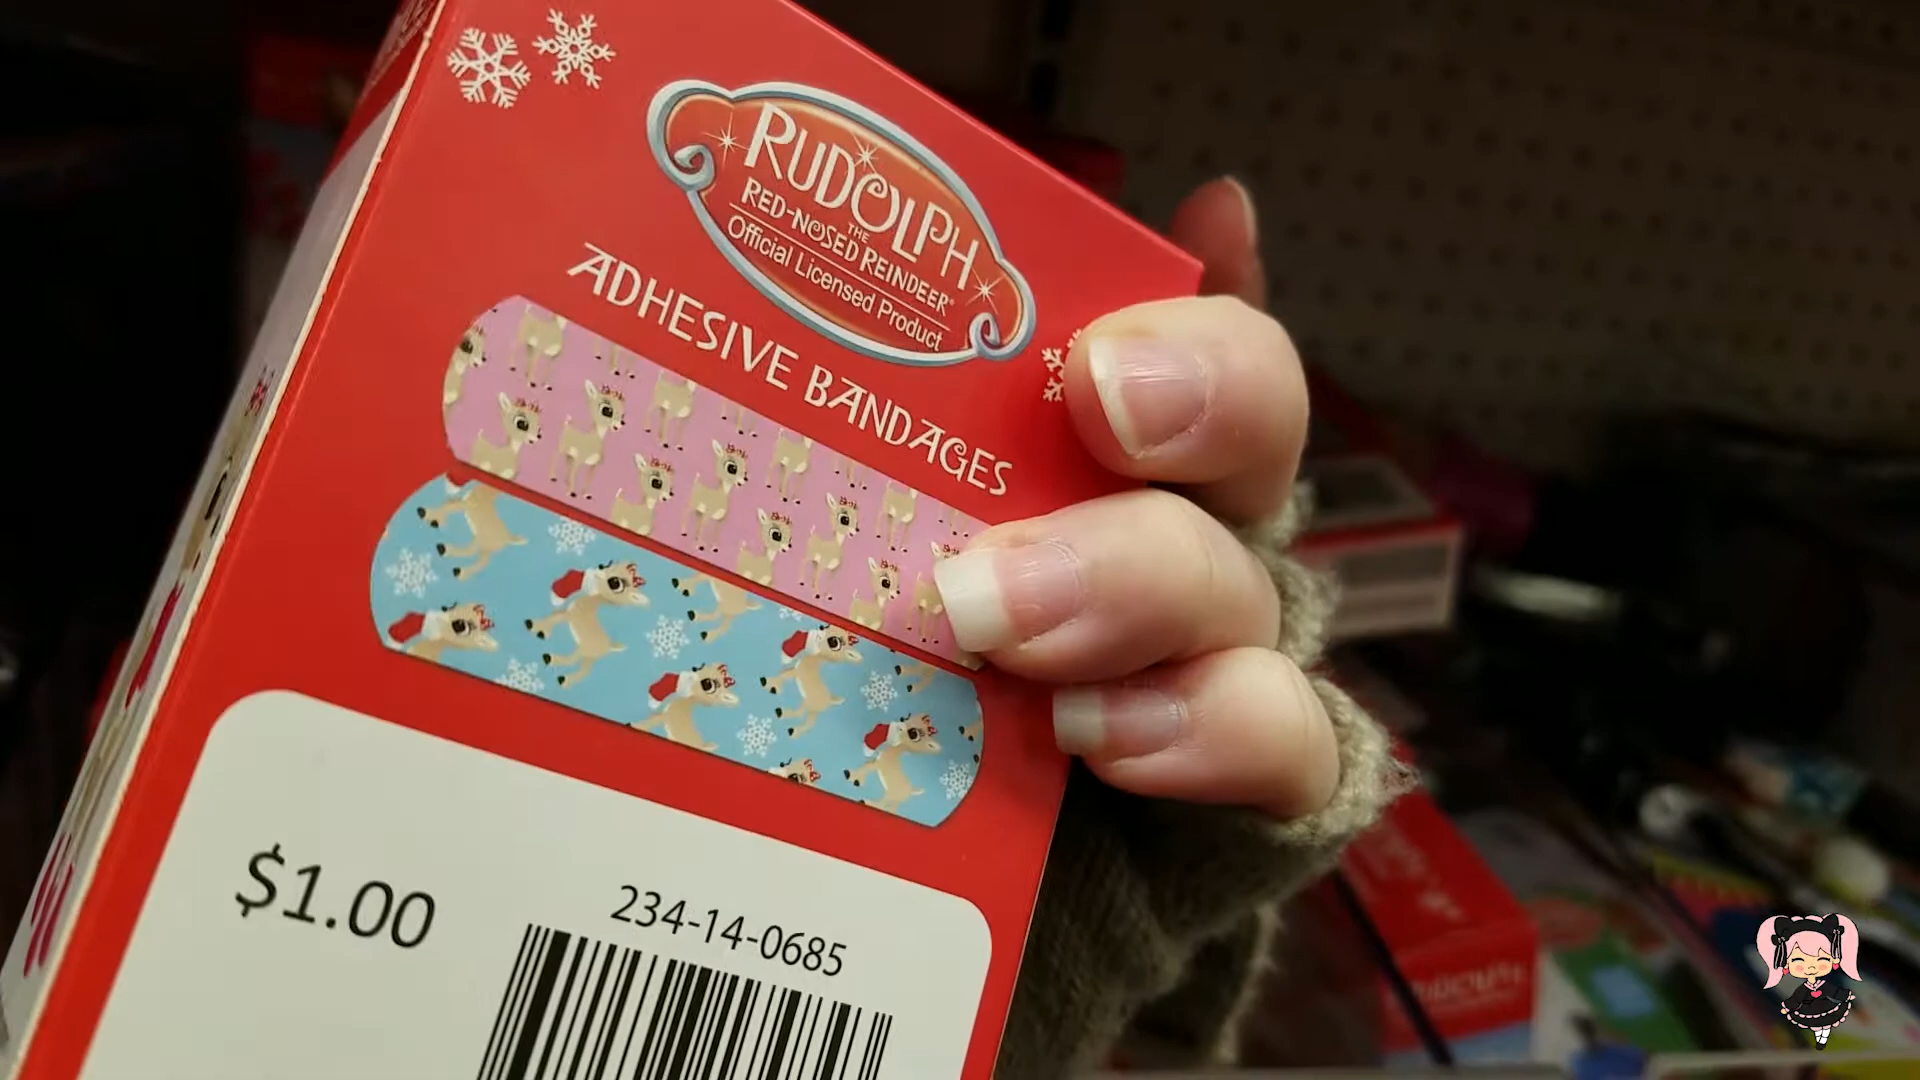 RUDOLPH
THE
RED-NOSED REINDEER®
Official Licensed Product
ADHESIVE BANDAGES
$1.00
234-14-0685